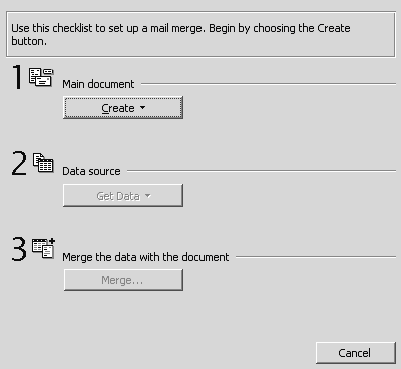 Use this checklist to set up a mail merge. Begin by choosing the Create
button.
1 Main document
Create
2 Data source
Get Data
3 Merge the data with the document
Merge...
Cancel